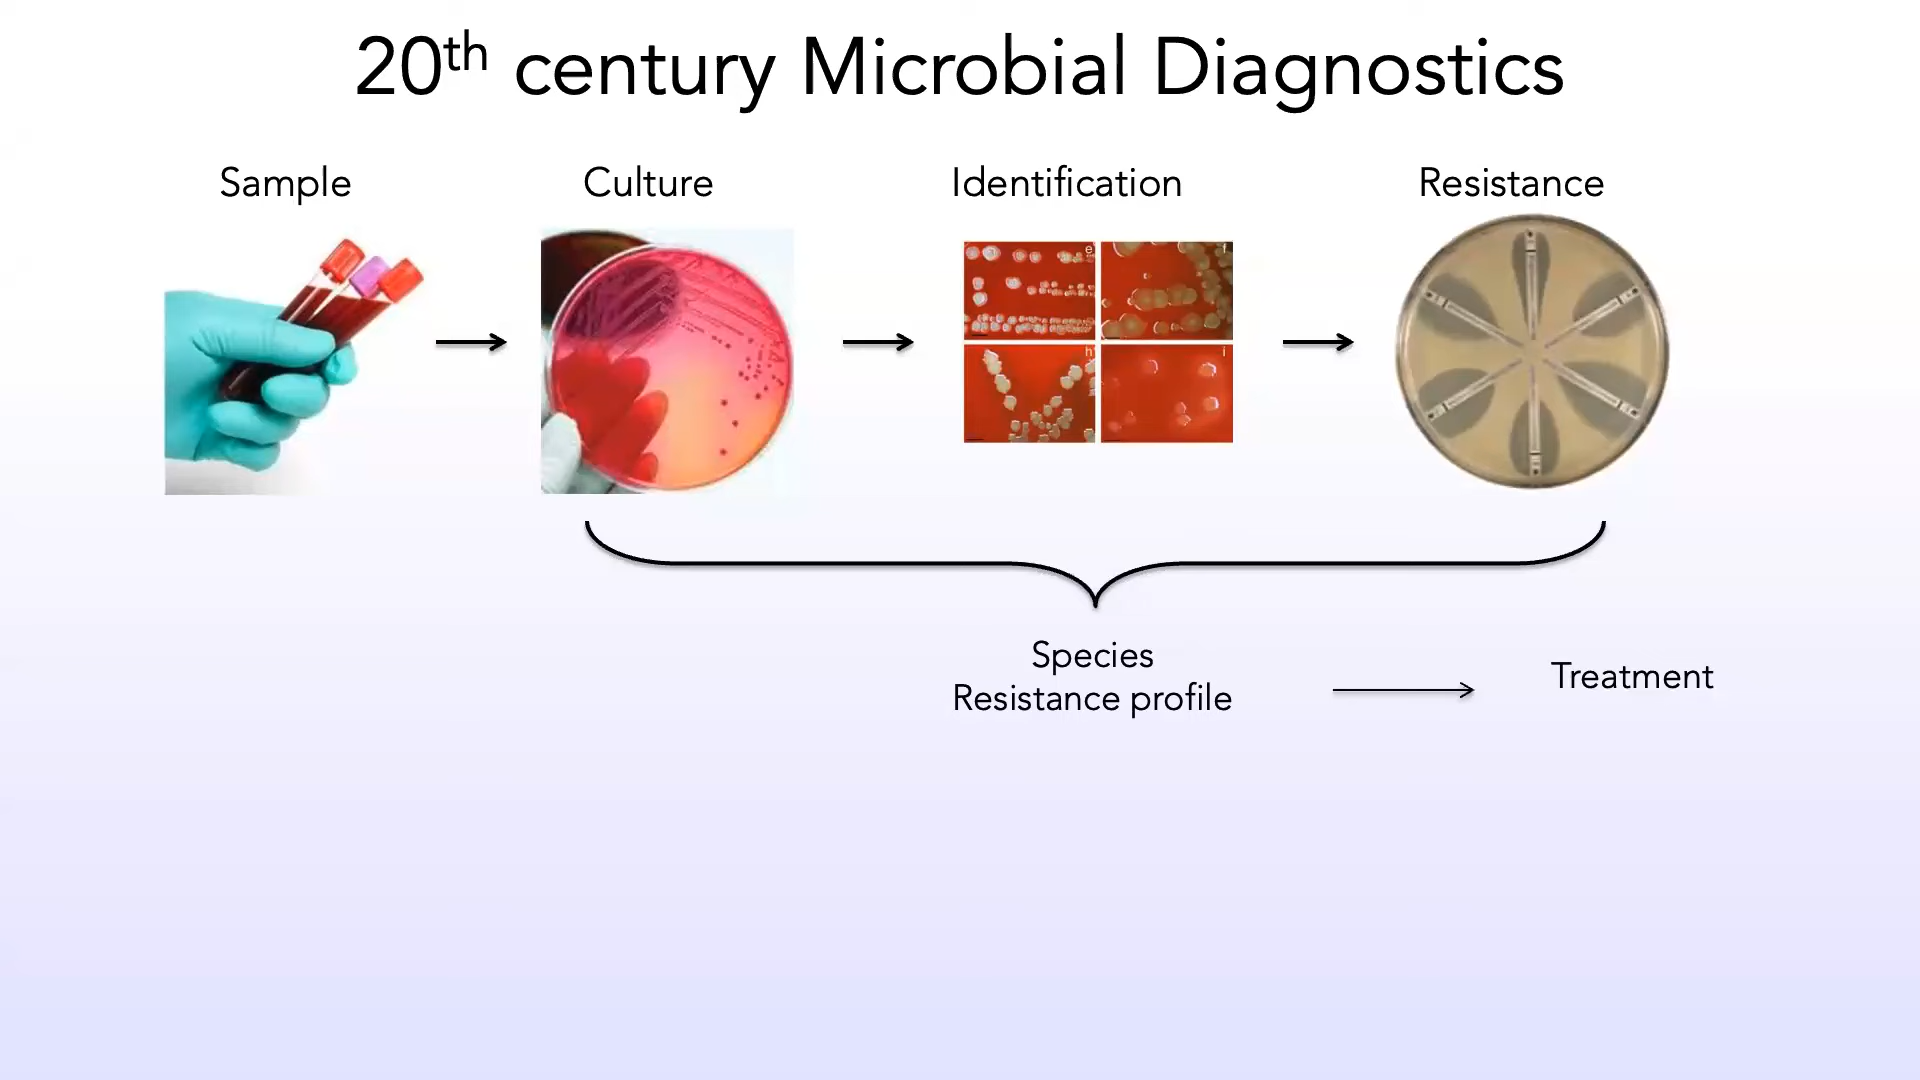 20th century Microbial Diagnostics
Sample
Culture
Identification
Resistance
e
f
h
i
Species
Resistance profile
Treatment